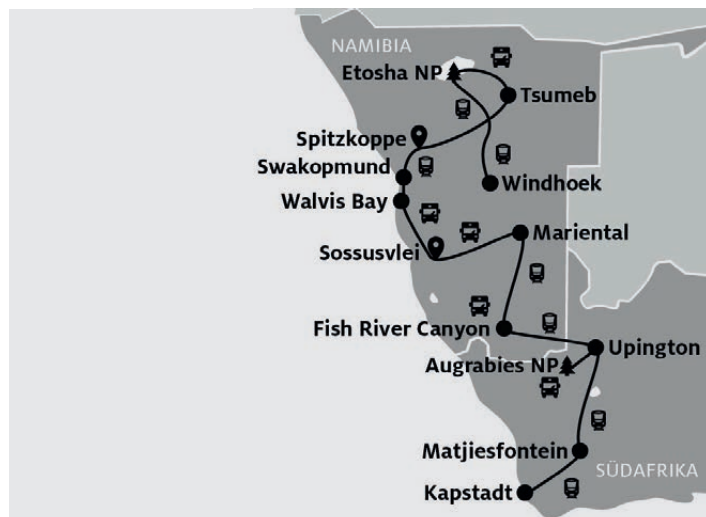 NAMIBIA
Etosha NP
Tsumeb
Spitzkoppe
Swakopmund
Windhoek
Walvis Bay
Mariental
Sossusvlei
Fish River Canyon
Upington
Augrabies NP
Matjiesfontein
SÜDAFRIKA
Kapstadt